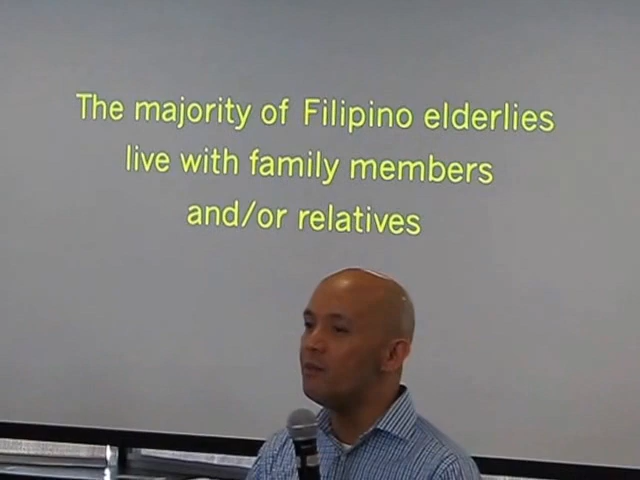 The majority of Filipino elderlies
live with family members
and/or relatives